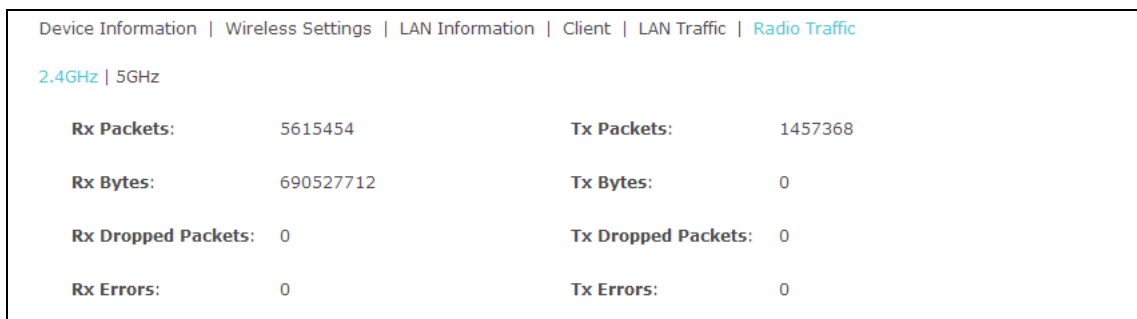 Device Information | Wireless Settings | LAN Information | Client | LAN Traffic | Radio Traffic
2.4GHz | 5GHz
Rx Packets: 5615454 Tx Packets: 1457368
Rx Bytes: 690527712 Tx Bytes: 0
Rx Dropped Packets: 0 Tx Dropped Packets: 0
Rx Errors: 0 Tx Errors: 0